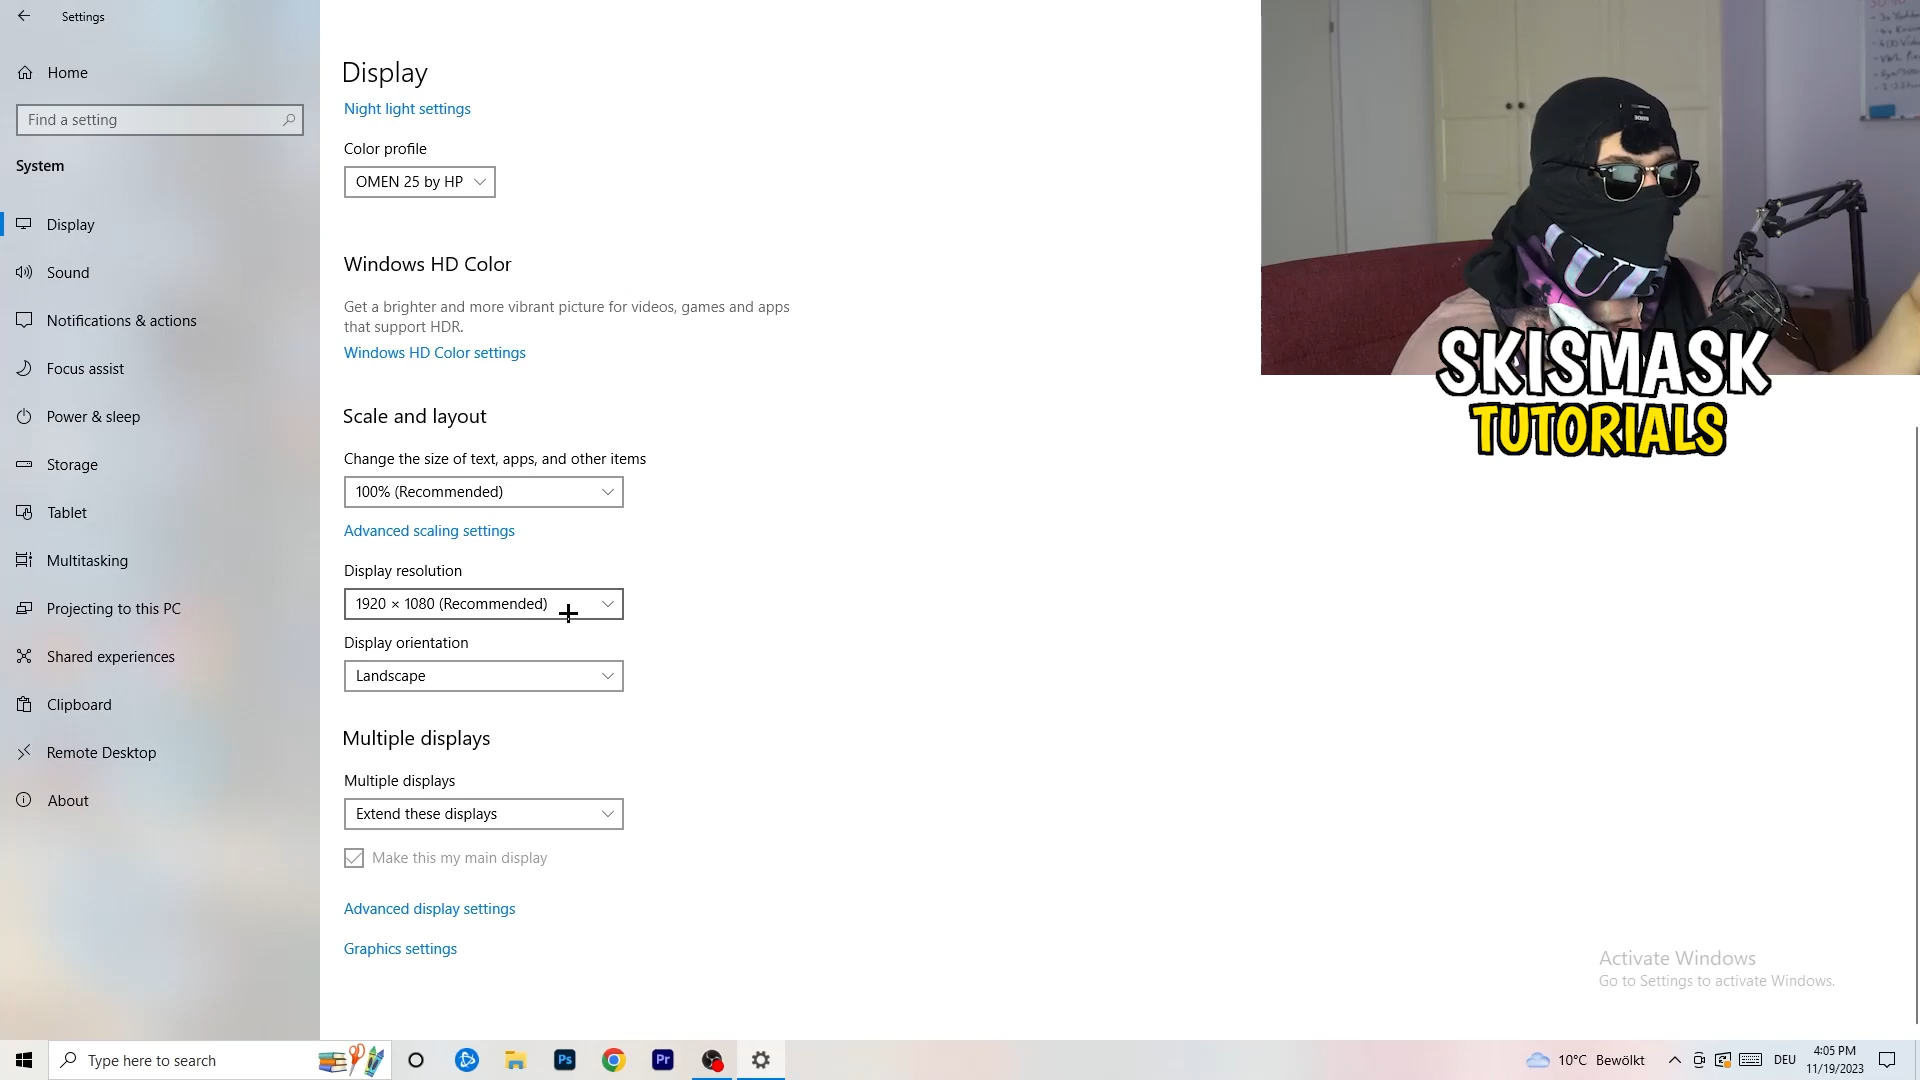 Settings
Home
Find a setting
System
Display
Sound
Notifications & actions
Focus assist
Power & sleep
Storage
Tablet
Multitasking
Projecting to this PC
Shared experiences
Clipboard
Remote Desktop
About
Display
Night light settings
Color profile
OMEN 25 by HP
Windows HD Color
Get a brighter and more vibrant picture for videos, games and apps
that support HDR.
Windows HD Color settings
Scale and layout
Change the size of text, apps, and other items
100% (Recommended)
Advanced scaling settings
Display resolution
1920 × 1080 (Recommended)
Display orientation
Landscape
Multiple displays
Multiple displays
Extend these displays
Make this my main display
Advanced display settings
Graphics settings
SKISMASK
TUTORIALS
Activate Windows
Go to Settings to activate Windows.
Type here to search
Ps
Pr
10°C Bewölkt
DEU
4:05 PM
11/19/2023